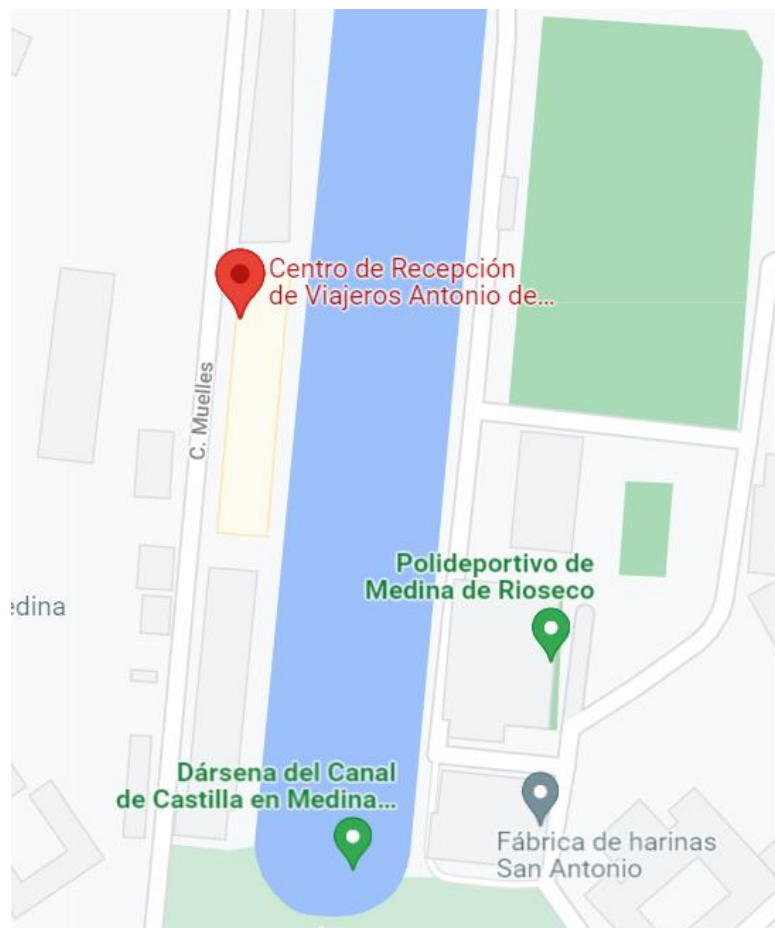 Centro de Recepción
de Viajeros Antonio de...
C. Muelles
Polideportivo de
Medina de Rioseco
edina
Dársena del Canal
de Castilla en Medina...
Fábrica de harinas
San Antonio